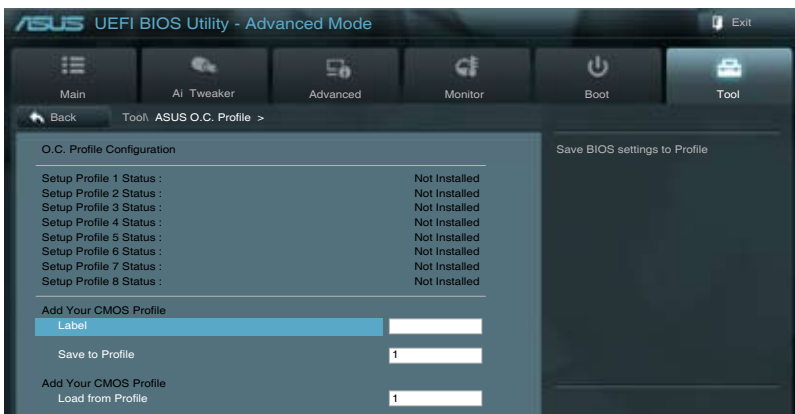 ASUS UEFI BIOS Utility - Advanced Mode
Exit
Main
Ai Tweaker
Advanced
Monitor
Boot
Tool
Back
Tool\ ASUS O.C. Profile >
O.C. Profile Configuration
Save BIOS settings to Profile
Setup Profile 1 Status : Not Installed
Setup Profile 2 Status : Not Installed
Setup Profile 3 Status : Not Installed
Setup Profile 4 Status : Not Installed
Setup Profile 5 Status : Not Installed
Setup Profile 6 Status : Not Installed
Setup Profile 7 Status : Not Installed
Setup Profile 8 Status : Not Installed
Add Your CMOS Profile
Label
Save to Profile 1
Add Your CMOS Profile
Load from Profile 1